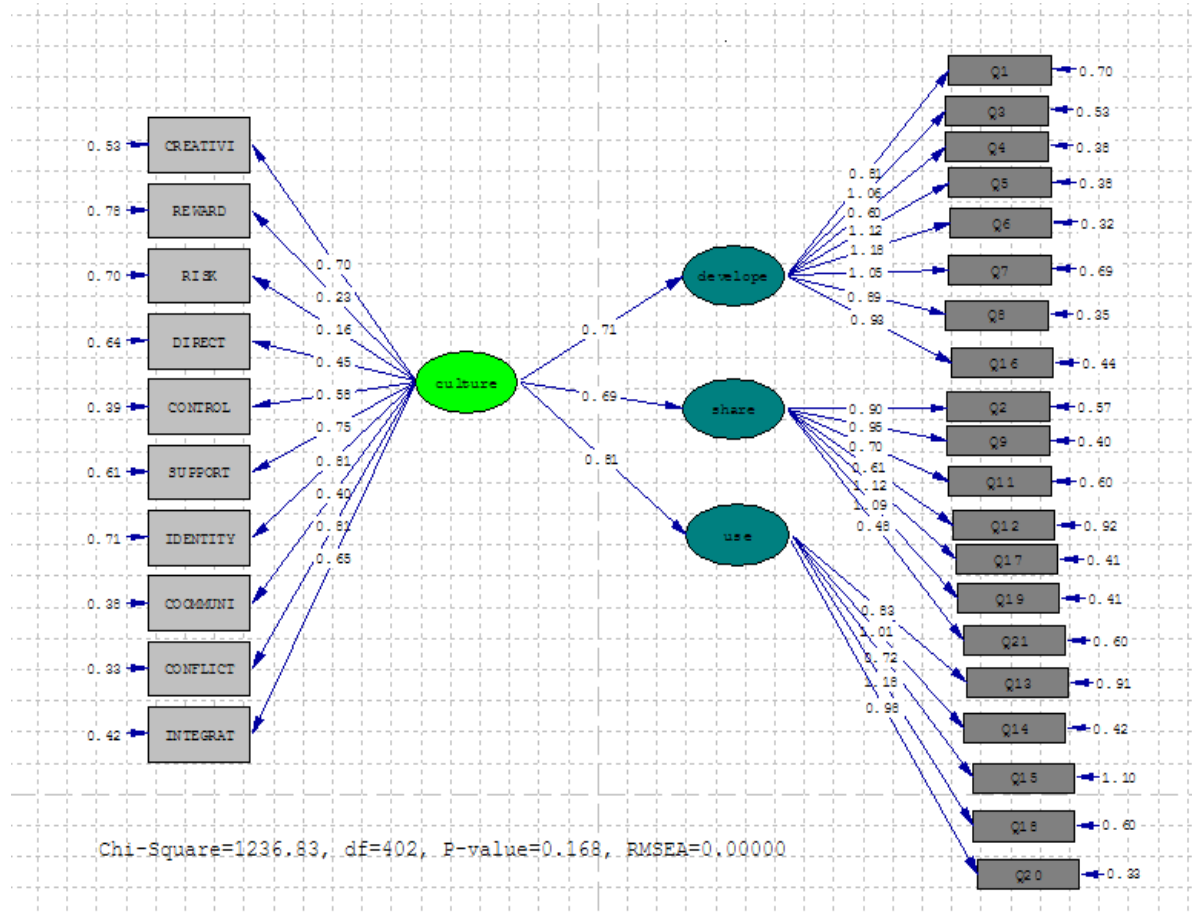 0.53 CREATIVI
0.78 REWARD
0.70 RISK
0.64 DIRECT
0.39 CONTROL
0.61 SUPPORT
0.71 IDENTITY
0.38 COOMMUNI
0.33 CONFLICT
0.42 INTEGRAT
0.70
0.23
0.16
0.45
0.58
0.75
0.81
0.40
0.81
0.65
culture
0.71
0.69
0.81
develope
share
use
0.81
1.06
0.60
1.12
1.18
1.05
0.89
0.93
0.90
0.95
0.70
0.61
1.12
1.09
0.48
0.83
1.01
0.72
1.18
0.98
Q1 0.70
Q3 0.53
Q4 0.38
Q5 0.38
Q6 0.32
Q7 0.69
Q8 0.35
Q16 0.44
Q2 0.57
Q9 0.40
Q11 0.60
Q12 0.92
Q17 0.41
Q19 0.41
Q21 0.60
Q13 0.91
Q14 0.42
Q15 1.10
Q18 0.60
Q20 0.33
Chi-Square=1236.83, df=402, P-value=0.168, RMSEA=0.00000